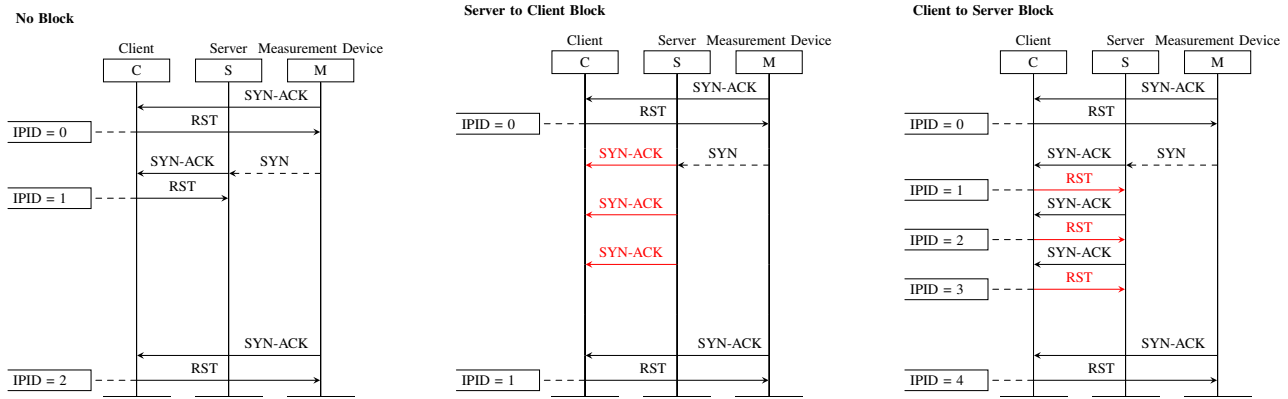 No Block
Client Server Measurement Device
C S M
SYN-ACK
RST
IPID = 0
SYN-ACK SYN
RST
IPID = 1
SYN-ACK
RST
IPID = 2
Server to Client Block
Client Server Measurement Device
C S M
SYN-ACK
RST
IPID = 0
SYN-ACK SYN
SYN-ACK
SYN-ACK
SYN-ACK
RST
IPID = 1
Client to Server Block
Client Server Measurement Device
C S M
SYN-ACK
RST
IPID = 0
SYN-ACK SYN
RST
IPID = 1
SYN-ACK
RST
IPID = 2
SYN-ACK
RST
IPID = 3
SYN-ACK
RST
IPID = 4